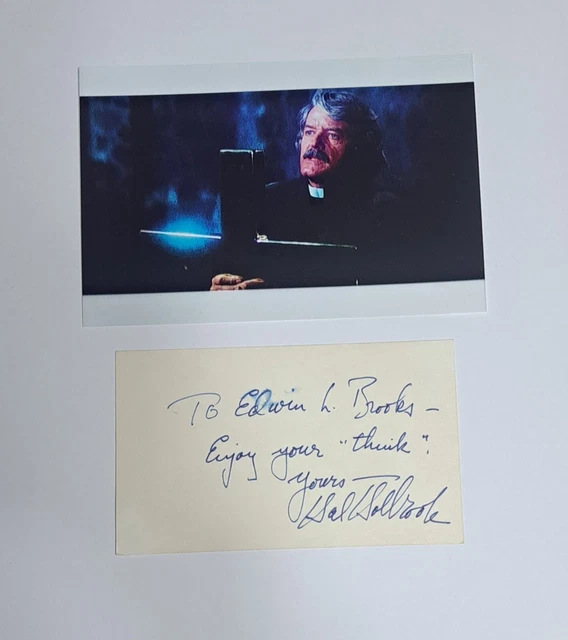 To Edwin L. Brooks –
Enjoy your "think".
Yours –
Hal Holbrook